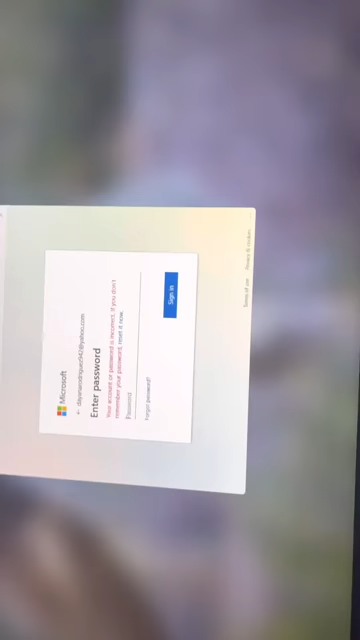 Microsoft
Enter password
Your account or password is incorrect. If you don't
remember your password, reset it now.
Password
Forgot password?
Sign in
Terms of use Privacy & cookies ...